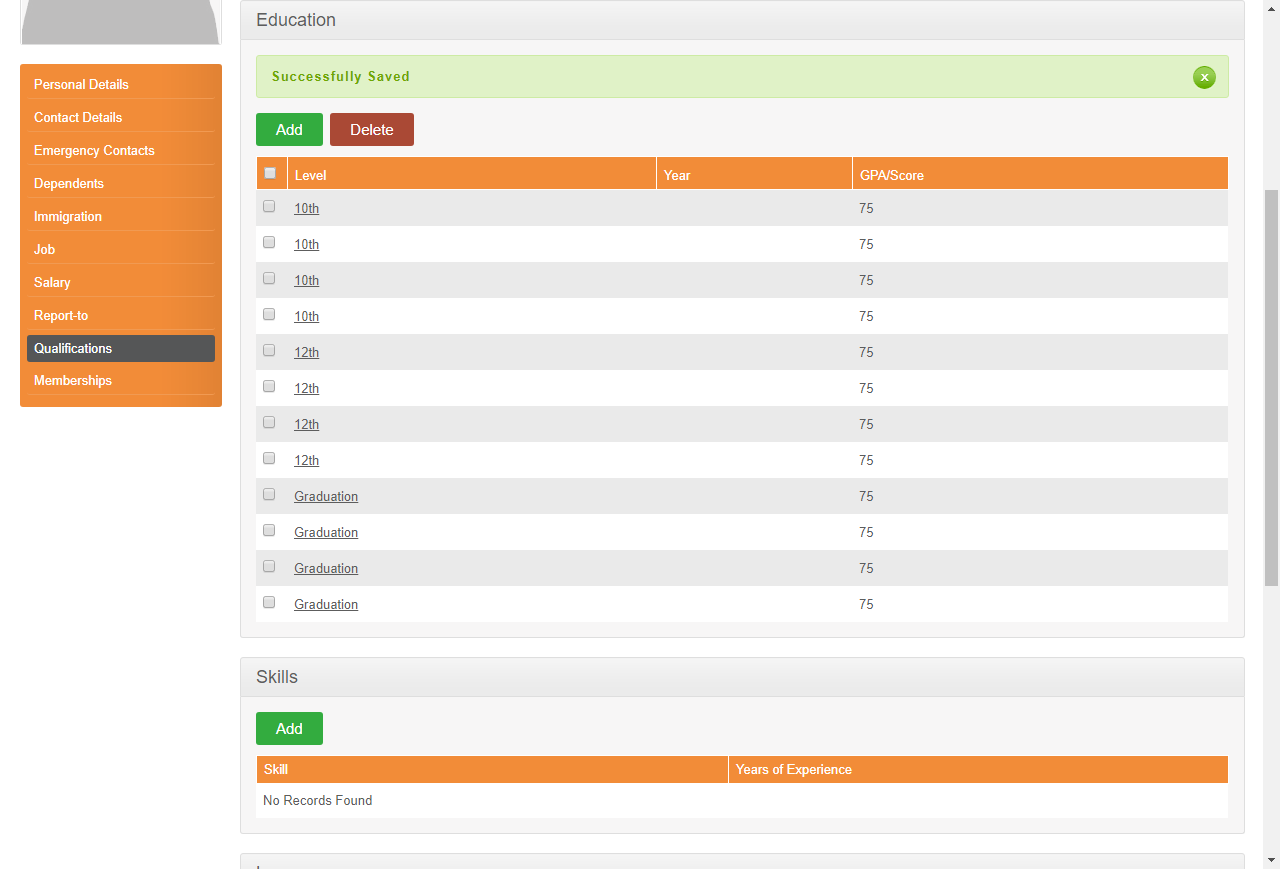 Education
Successfully Saved
x
Add Delete
Level Year GPA/Score
10th 75
10th 75
10th 75
10th 75
12th 75
12th 75
12th 75
12th 75
Graduation 75
Graduation 75
Graduation 75
Graduation 75
Personal Details
Contact Details
Emergency Contacts
Dependents
Immigration
Job
Salary
Report-to
Qualifications
Memberships
Skills
Add
Skill Years of Experience
No Records Found